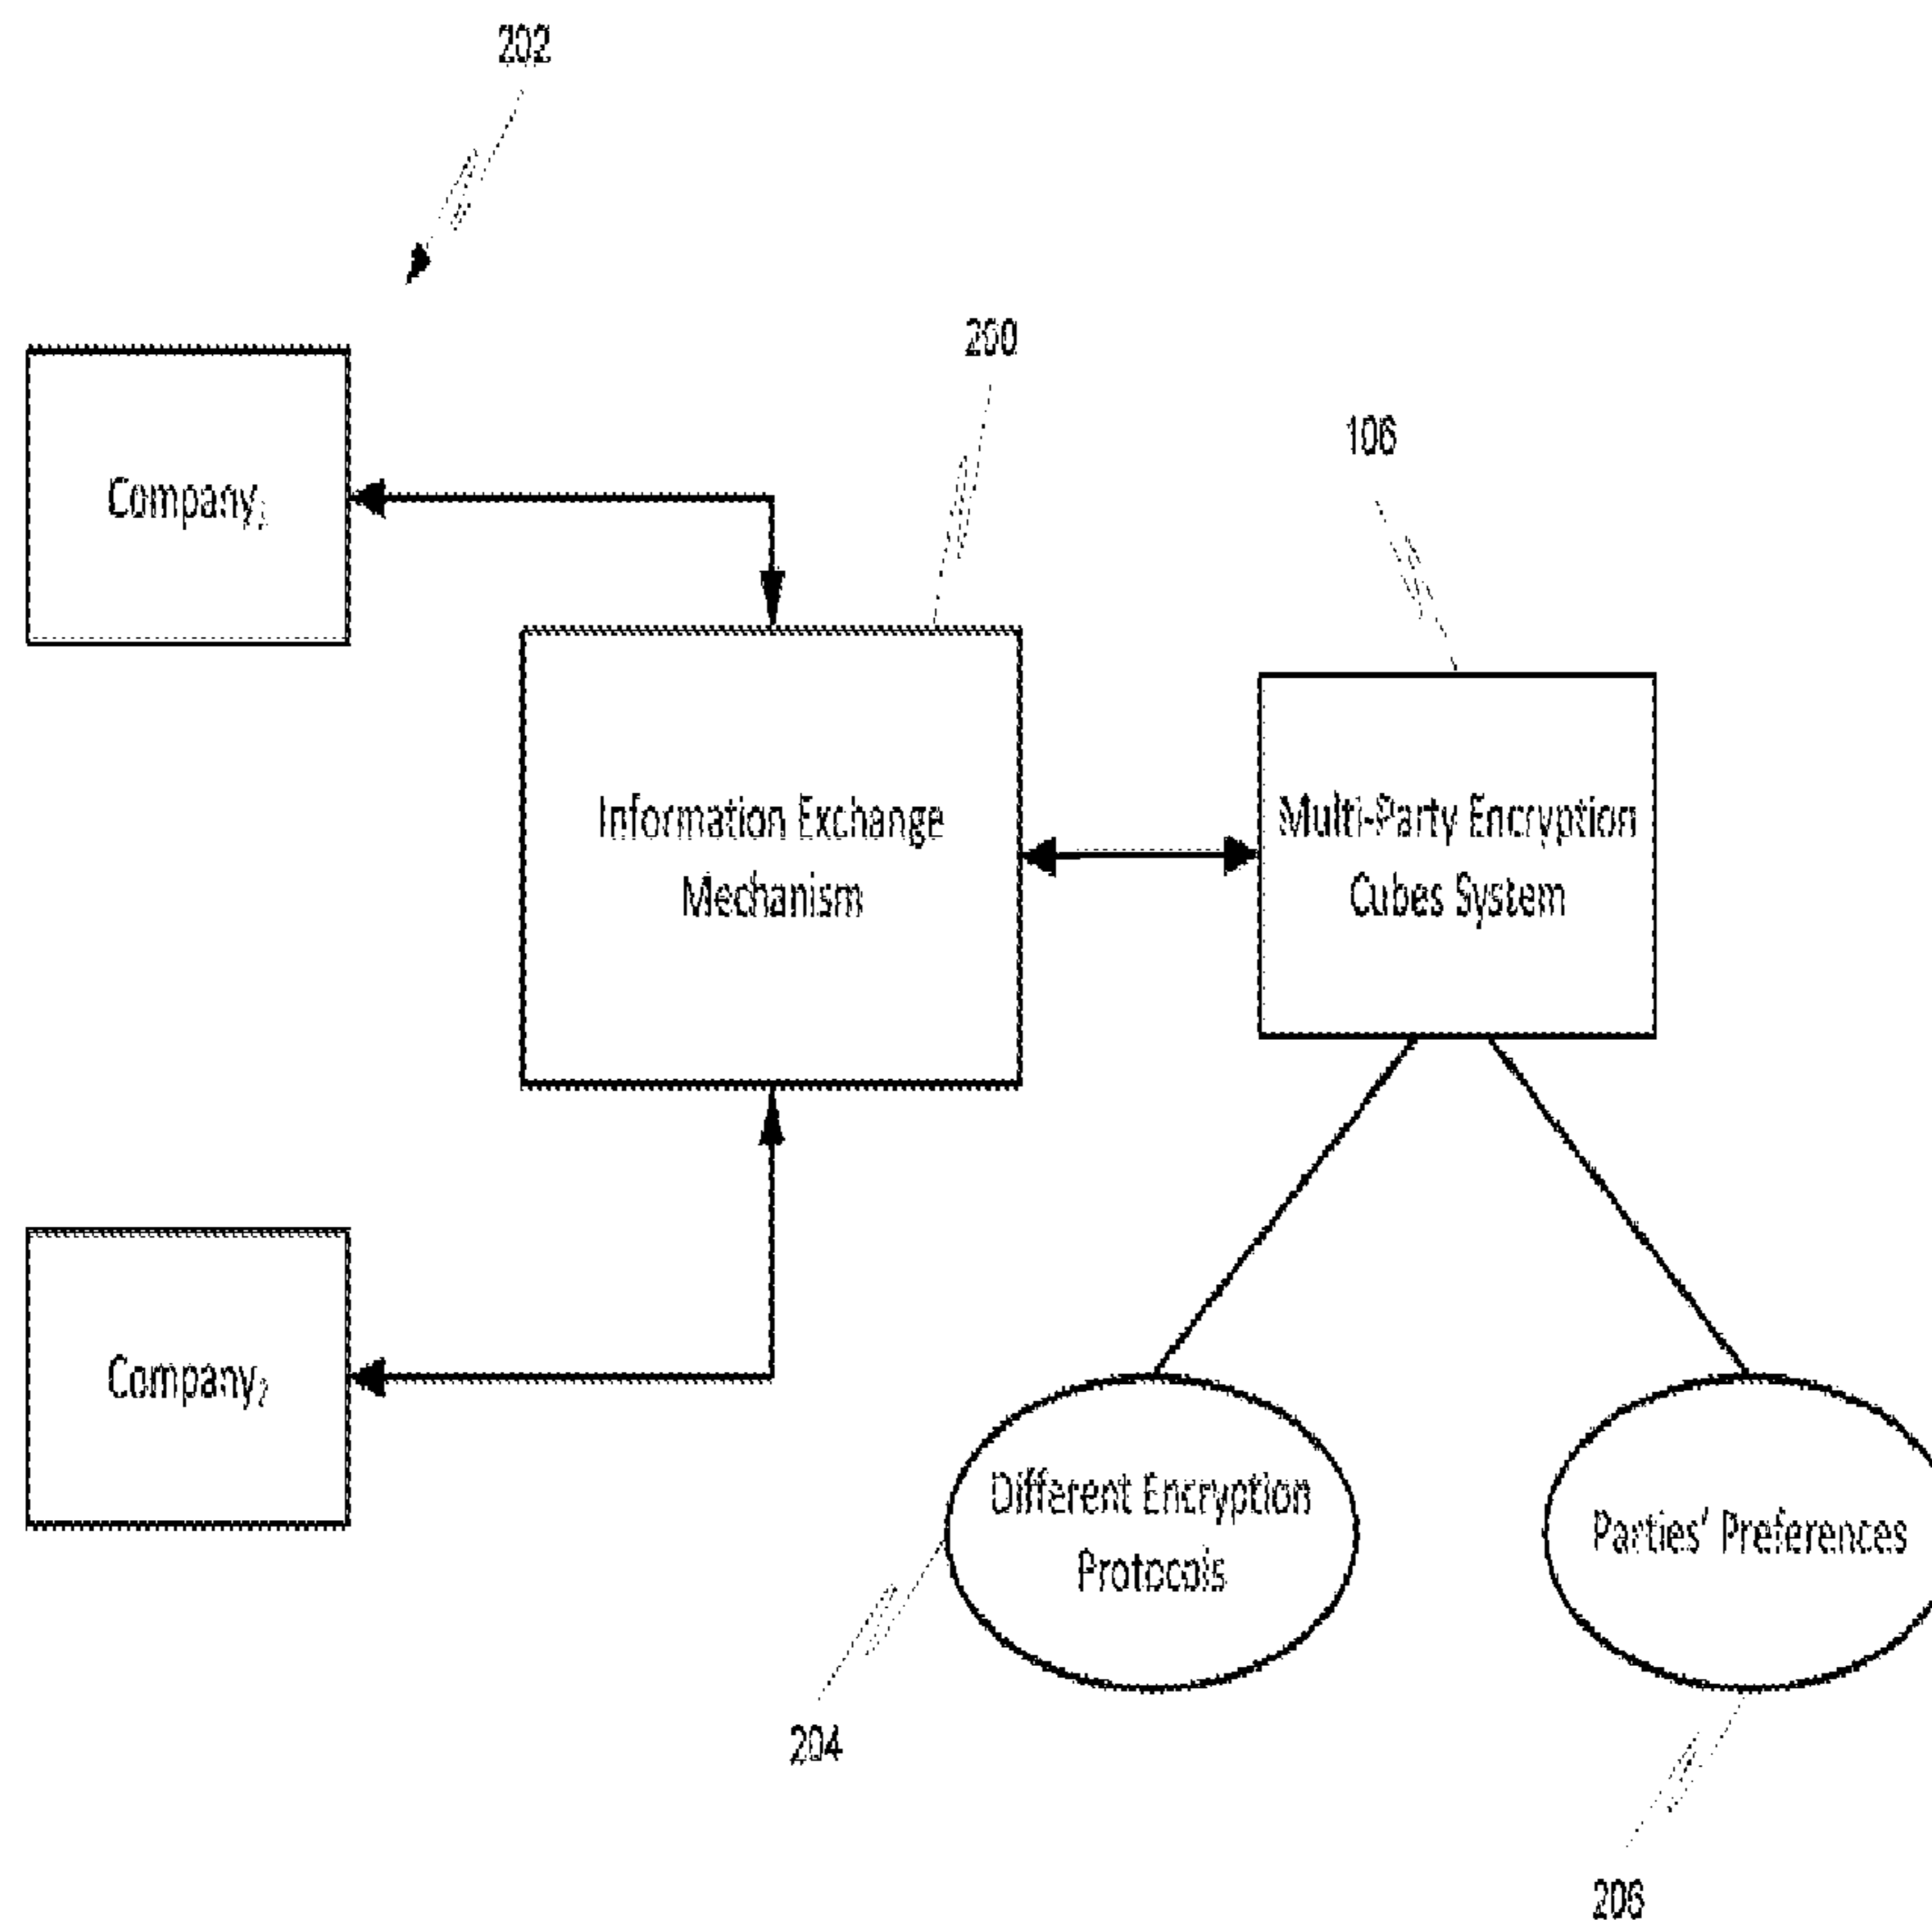 202
200
106
Company₁
Information Exchange
Mechanism
Multi-Party Encryption
Cubes System
Company₂
Different Encryption
Protocols
Parties' Preferences
204
206